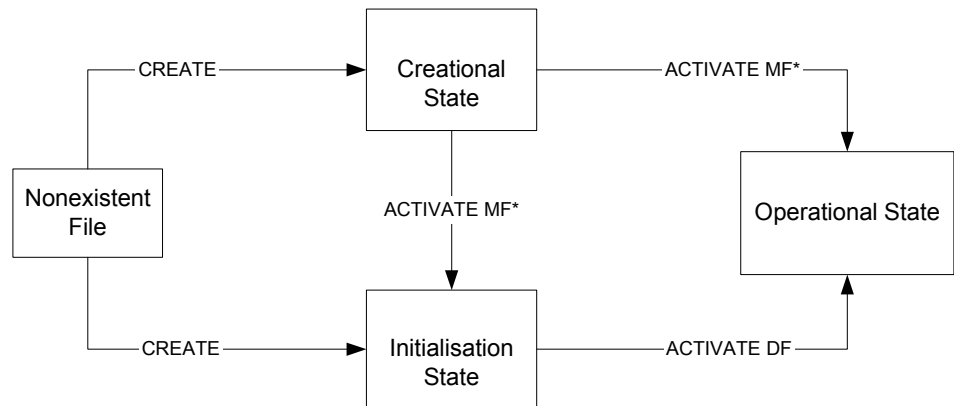 CREATE
Creational
State
ACTIVATE MF*
Nonexistent
File
ACTIVATE MF*
Operational State
CREATE
Initialisation
State
ACTIVATE DF